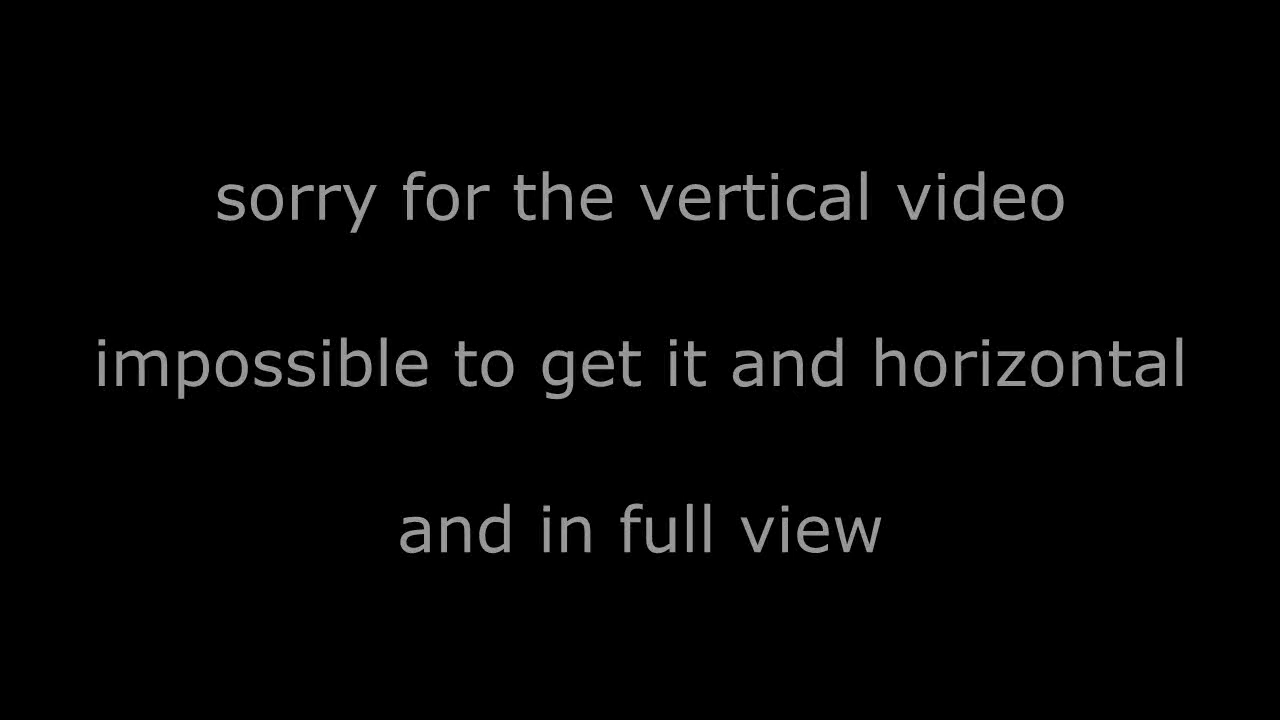 sorry for the vertical video
impossible to get it and horizontal
and in full view